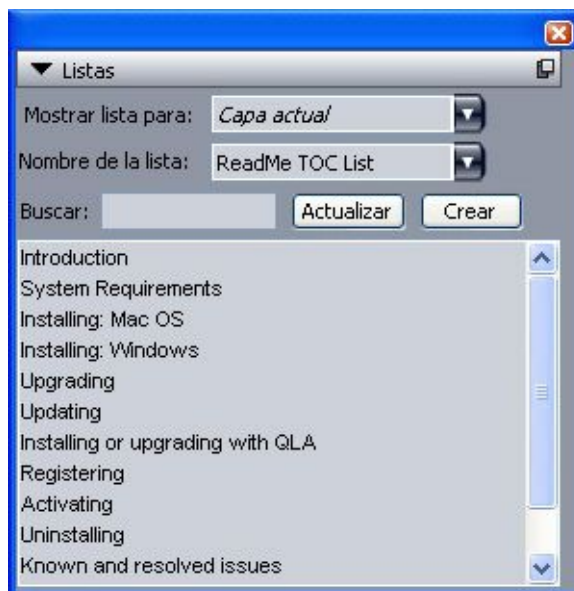 Listas
Mostrar lista para: Capa actual
Nombre de la lista: ReadMe TOC List
Buscar: Actualizar Crear
Introduction
System Requirements
Installing: Mac OS
Installing: Windows
Upgrading
Updating
Installing or upgrading with QLA
Registering
Activating
Uninstalling
Known and resolved issues